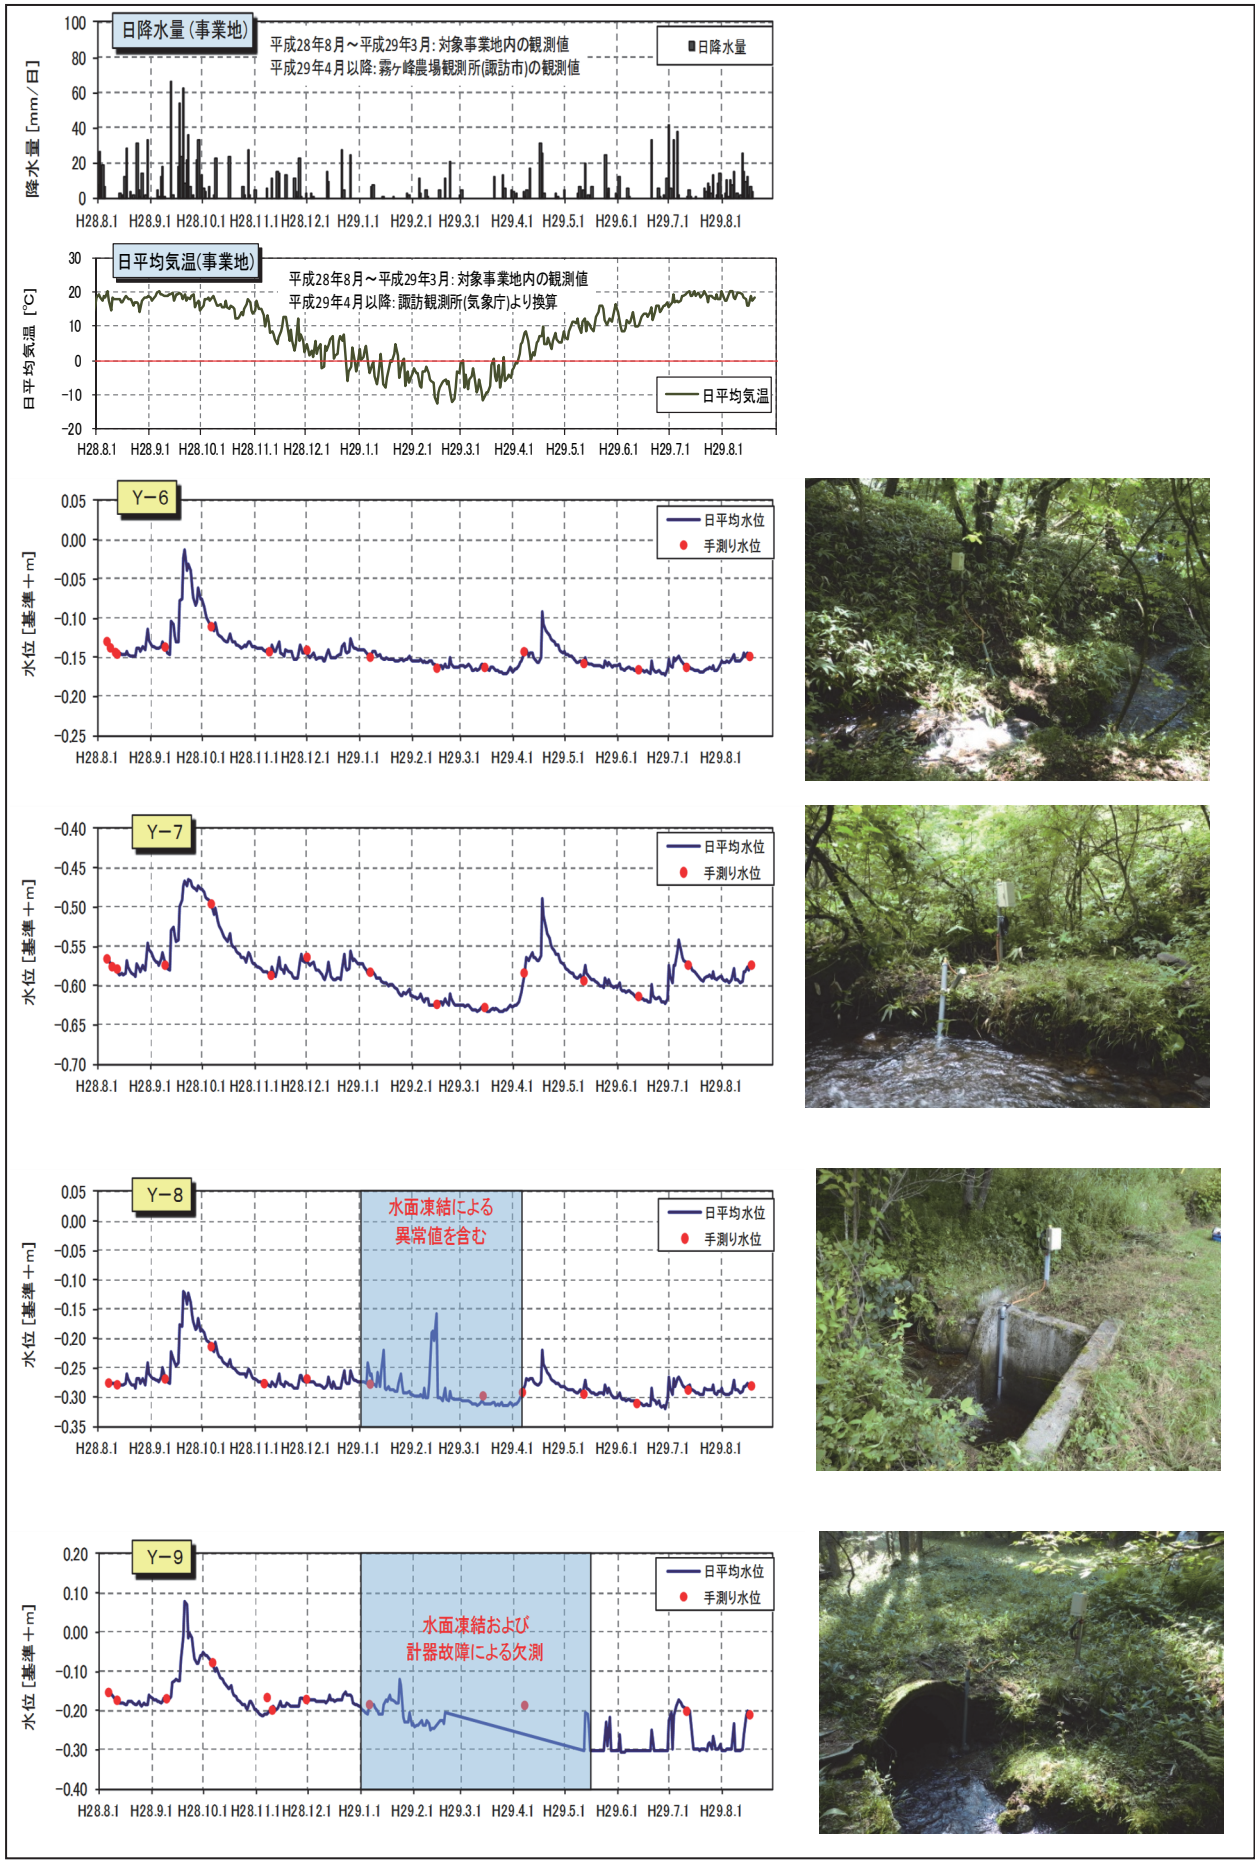 日降水量(事業地)
平成28年8月～平成29年3月: 対象事業地内の観測値
平成29年4月以降: 霧ヶ峰農場観測所(諏訪市)の観測値
日降水量
降水量 [mm/日]
100
80
60
40
20
0
H28.8.1 H28.9.1 H28.10.1 H28.11.1 H28.12.1 H29.1.1 H29.2.1 H29.3.1 H29.4.1 H29.5.1 H29.6.1 H29.7.1 H29.8.1
日平均気温(事業地)
平成28年8月～平成29年3月: 対象事業地内の観測値
平成29年4月以降: 諏訪観測所(気象庁)より換算
日平均気温
日平均気温 [℃]
30
20
10
0
-10
-20
H28.8.1 H28.9.1 H28.10.1 H28.11.1 H28.12.1 H29.1.1 H29.2.1 H29.3.1 H29.4.1 H29.5.1 H29.6.1 H29.7.1 H29.8.1
Y-6
日平均水位
手測り水位
水位 [基準+m]
0.05
0.00
-0.05
-0.10
-0.15
-0.20
-0.25
H28.8.1 H28.9.1 H28.10.1 H28.11.1 H28.12.1 H29.1.1 H29.2.1 H29.3.1 H29.4.1 H29.5.1 H29.6.1 H29.7.1 H29.8.1
Y-7
日平均水位
手測り水位
水位 [基準+m]
-0.40
-0.45
-0.50
-0.55
-0.60
-0.65
-0.70
H28.8.1 H28.9.1 H28.10.1 H28.11.1 H28.12.1 H29.1.1 H29.2.1 H29.3.1 H29.4.1 H29.5.1 H29.6.1 H29.7.1 H29.8.1
Y-8
水面凍結による
異常値を含む
日平均水位
手測り水位
水位 [基準+m]
0.05
0.00
-0.05
-0.10
-0.15
-0.20
-0.25
-0.30
-0.35
H28.8.1 H28.9.1 H28.10.1 H28.11.1 H28.12.1 H29.1.1 H29.2.1 H29.3.1 H29.4.1 H29.5.1 H29.6.1 H29.7.1 H29.8.1
Y-9
水面凍結および
計器故障による欠測
日平均水位
手測り水位
水位 [基準+m]
0.20
0.10
0.00
-0.10
-0.20
-0.30
-0.40
H28.8.1 H28.9.1 H28.10.1 H28.11.1 H28.12.1 H29.1.1 H29.2.1 H29.3.1 H29.4.1 H29.5.1 H29.6.1 H29.7.1 H29.8.1